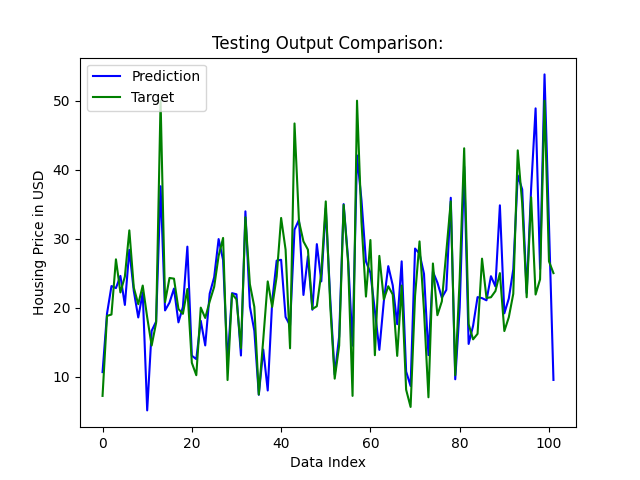 Testing Output Comparison:
Prediction
Target
50
40
30
20
10
Housing Price in USD
0 20 40 60 80 100
Data Index